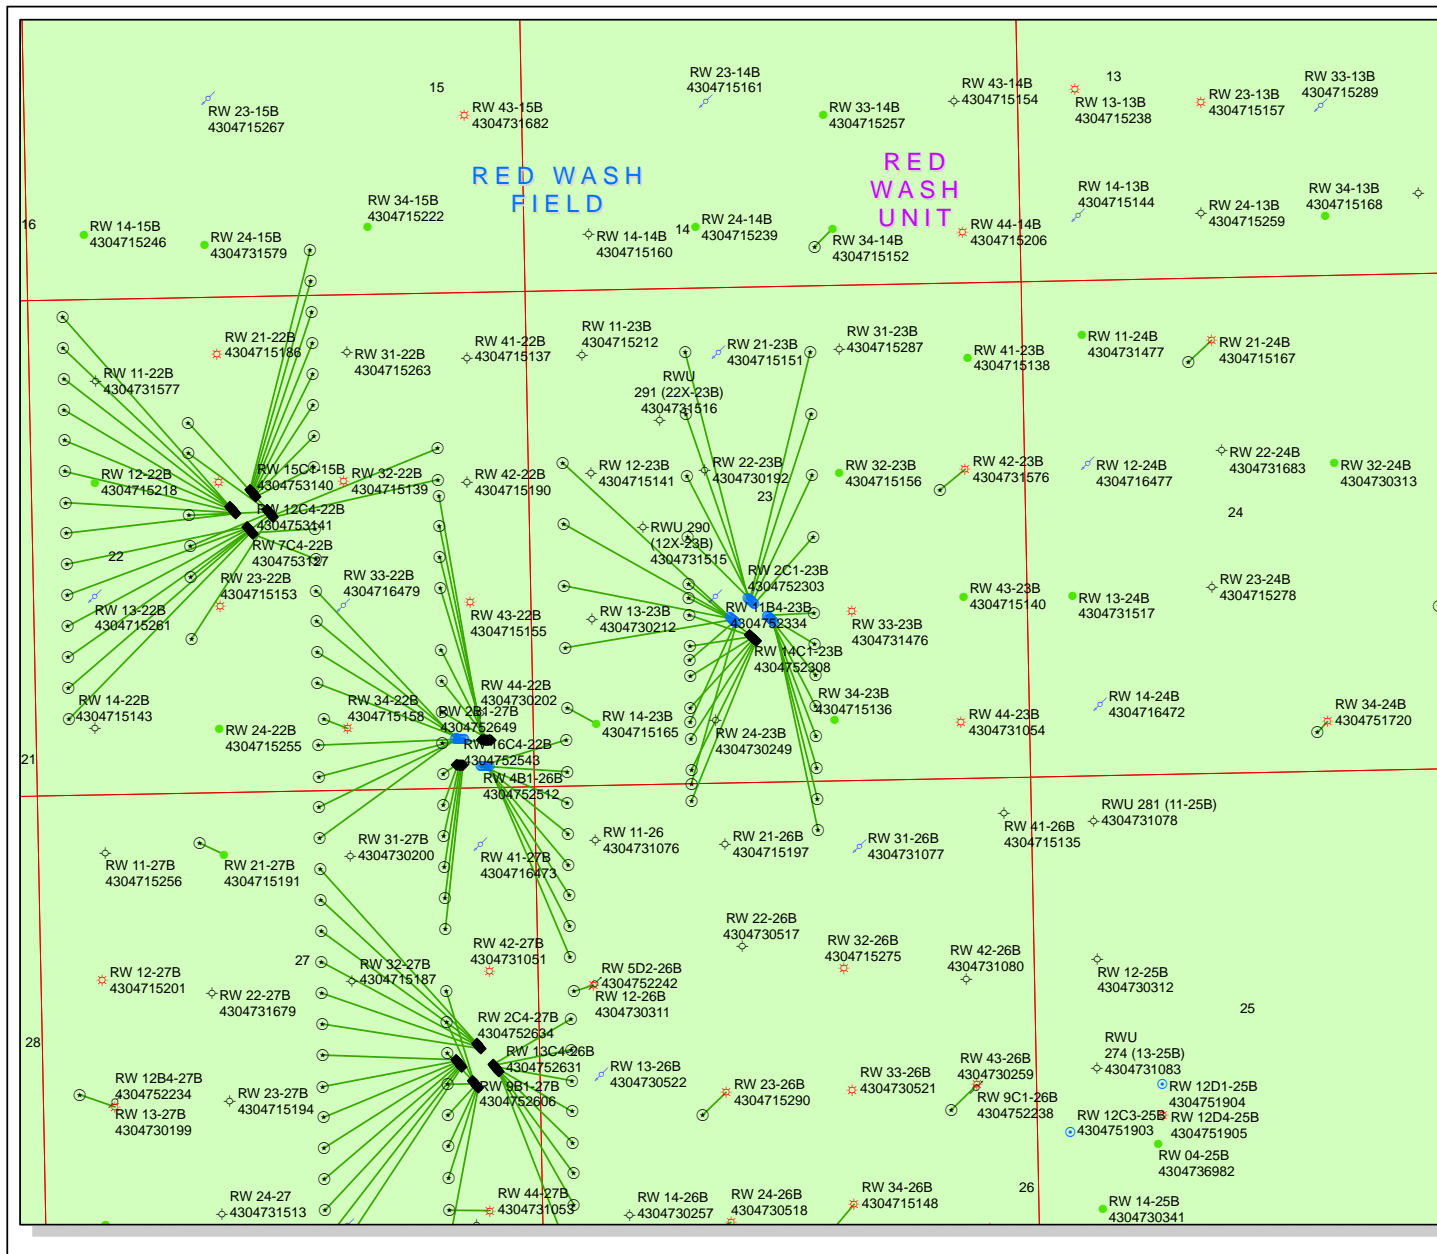 15
13
RW 23-15B
4304715267
RW 43-15B
4304731682
RW 23-14B
4304715161
RW 33-14B
4304715257
RW 43-14B
4304715154
RW 13-13B
4304715238
RW 23-13B
4304715157
RW 33-13B
4304715289
RED WASH
FIELD
RED
WASH
UNIT
16
RW 14-15B
4304715246
RW 24-15B
4304731579
RW 34-15B
4304715222
RW 14-14B
4304715160
14
RW 24-14B
4304715239
RW 34-14B
4304715152
RW 44-14B
4304715206
RW 14-13B
4304715144
RW 24-13B
4304715259
RW 34-13B
4304715168
RW 21-22B
4304715186
RW 31-22B
4304715263
RW 41-22B
4304715137
RW 11-23B
4304715212
RW 21-23B
4304715151
RW 31-23B
4304715287
RW 41-23B
4304715138
RW 11-24B
4304731477
RW 21-24B
4304715167
RW 11-22B
4304731577
RWU
291 (22X-23B)
4304731516
RW 12-22B
4304715218
RW 15C1-15B
4304753140
RW 32-22B
4304715139
RW 42-22B
4304715190
RW 12-23B
4304715141
RW 22-23B
4304730192
23
RW 32-23B
4304715156
RW 42-23B
4304731576
RW 12-24B
4304716477
RW 22-24B
4304731683
RW 32-24B
4304730313
24
RW 12C4-22B
4304753141
RW 7C4-22B
4304753127
22
RWU 290
(12X-23B)
4304731515
RW 23-22B
4304715153
RW 33-22B
4304716479
RW 13-22B
4304715261
RW 43-22B
4304715155
RW 13-23B
4304730212
RW 2C1-23B
4304752303
RW 11B4-23B
4304752334
RW 14C1-23B
4304752308
RW 33-23B
4304731476
RW 43-23B
4304715140
RW 13-24B
4304731517
RW 23-24B
4304715278
RW 14-22B
4304715143
RW 24-22B
4304715255
RW 34-22B
4304715158
RW 44-22B
4304730202
RW 2B1-27B
4304752649
RW 16C4-22B
4304752543
RW 4B1-26B
4304752512
RW 14-23B
4304715165
RW 24-23B
4304730249
RW 34-23B
4304715136
RW 44-23B
4304731054
RW 14-24B
4304716472
RW 34-24B
4304751720
21
RW 11-27B
4304715256
RW 21-27B
4304715191
RW 31-27B
4304730200
RW 41-27B
4304716473
RW 11-26
4304731076
RW 21-26B
4304715197
RW 31-26B
4304731077
RW 41-26B
4304715135
RWU 281 (11-25B)
4304731078
RW 12-27B
4304715201
RW 22-27B
4304731679
27
RW 32-27B
4304715187
RW 42-27B
4304731051
RW 5D2-26B
4304752242
RW 12-26B
4304730311
RW 22-26B
4304730517
RW 32-26B
4304715275
RW 42-26B
4304731080
RW 12-25B
4304730312
25
28
RW 2C4-27B
4304752634
RW 13C4-26B
4304752631
RW 9B1-27B
4304752606
RW 12B4-27B
4304752234
RW 13-27B
4304730199
RW 23-27B
4304715194
RW 13-26B
4304730522
RW 23-26B
4304715290
RW 33-26B
4304730521
RW 43-26B
4304730259
RW 9C1-26B
4304752238
RWU
274 (13-25B)
4304731083
RW 12D1-25B
4304751904
RW 12C3-25B
4304751903
RW 12D4-25B
4304751905
RW 04-25B
4304736982
RW 24-27
4304731513
RW 44-27B
4304731053
RW 14-26B
4304730257
RW 24-26B
4304730518
RW 34-26B
4304715148
26
RW 14-25B
4304730341